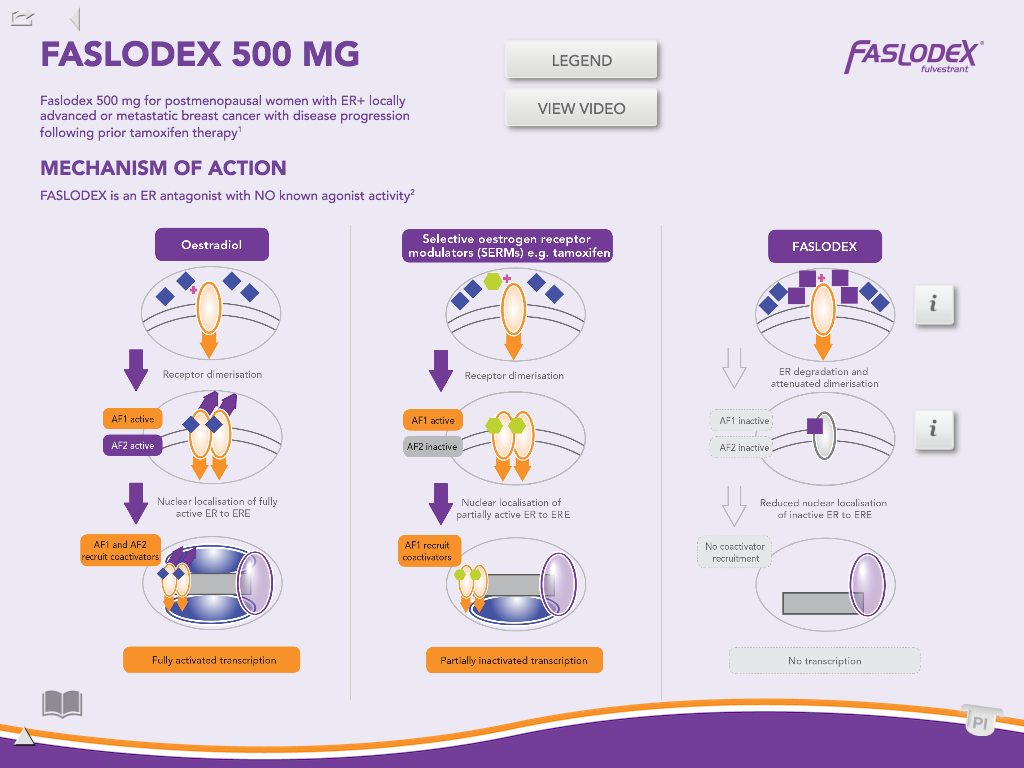 FASLODEX 500 MG
LEGEND
VIEW VIDEO
FASLODEX®
fulvestrant
Faslodex 500 mg for postmenopausal women with ER+ locally
advanced or metastatic breast cancer with disease progression
following prior tamoxifen therapy¹
MECHANISM OF ACTION
FASLODEX is an ER antagonist with NO known agonist activity²
Oestradiol
Receptor dimerisation
AF1 active
AF2 active
Nuclear localisation of fully
active ER to ERE
AF1 and AF2
recruit coactivators
Fully activated transcription
Selective oestrogen receptor
modulators (SERMs) e.g. tamoxifen
Receptor dimerisation
AF1 active
AF2 inactive
Nuclear localisation of
partially active ER to ERE
AF1 recruit
coactivators
Partially inactivated transcription
FASLODEX
i
ER degradation and
attenuated dimerisation
AF1 inactive
AF2 inactive
i
Reduced nuclear localisation
of inactive ER to ERE
No coactivator
recruitment
No transcription
PI